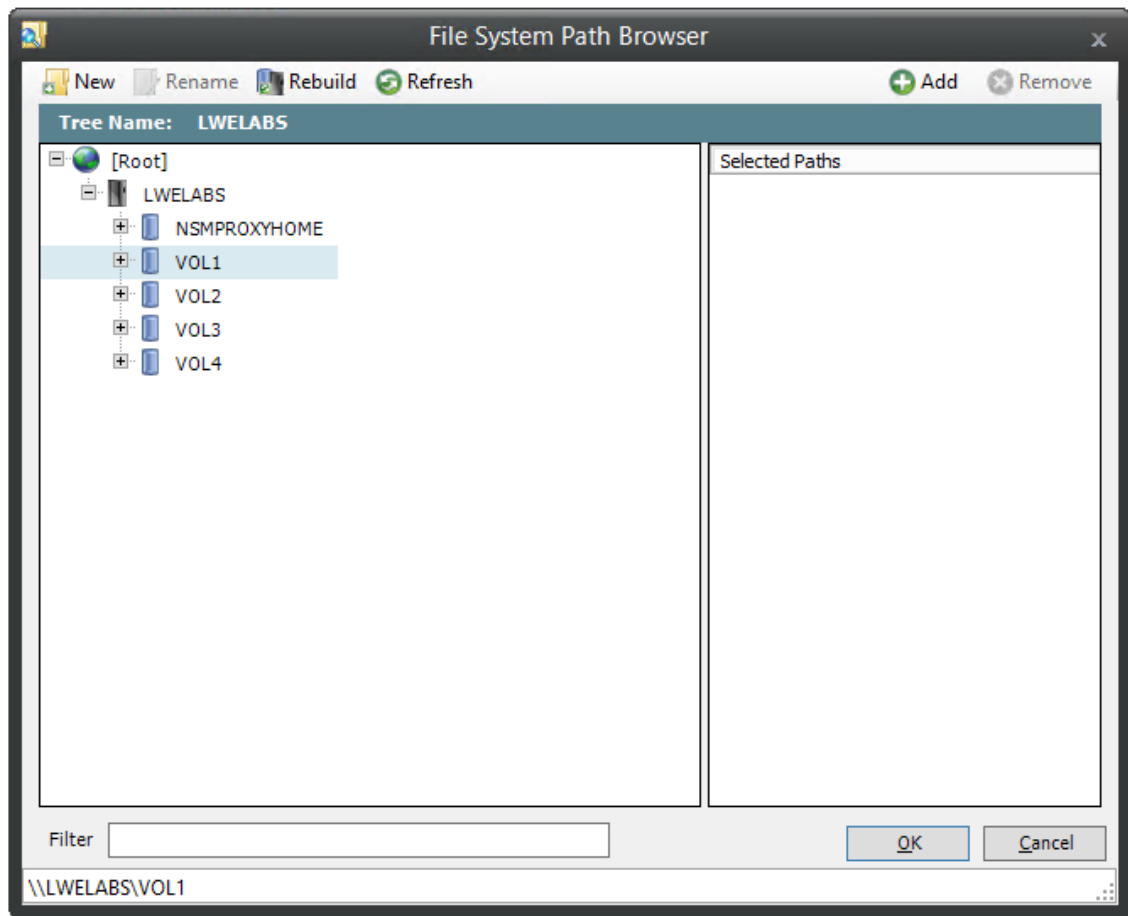 File System Path Browser
New Rename Rebuild Refresh Add Remove
Tree Name: LWELABS
[Root]
LWELABS
NSMPROXYHOME
VOL1
VOL2
VOL3
VOL4
Selected Paths
Filter
OK Cancel
\\LWELABS\VOL1